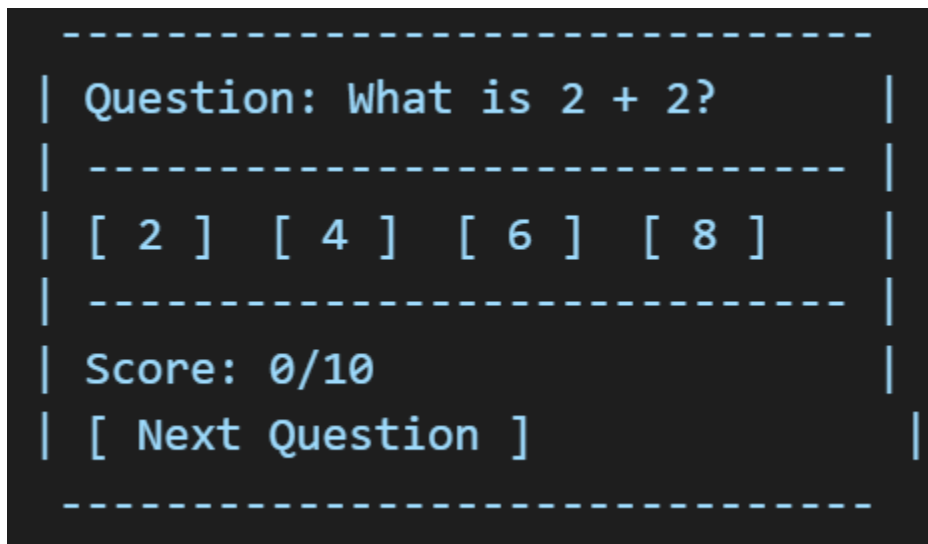 -------------------------------
| Question: What is 2 + 2?      |
| ----------------------------- |
| [ 2 ]  [ 4 ]  [ 6 ]  [ 8 ]    |
| ----------------------------- |
| Score: 0/10                   |
| [ Next Question ]              |
-------------------------------